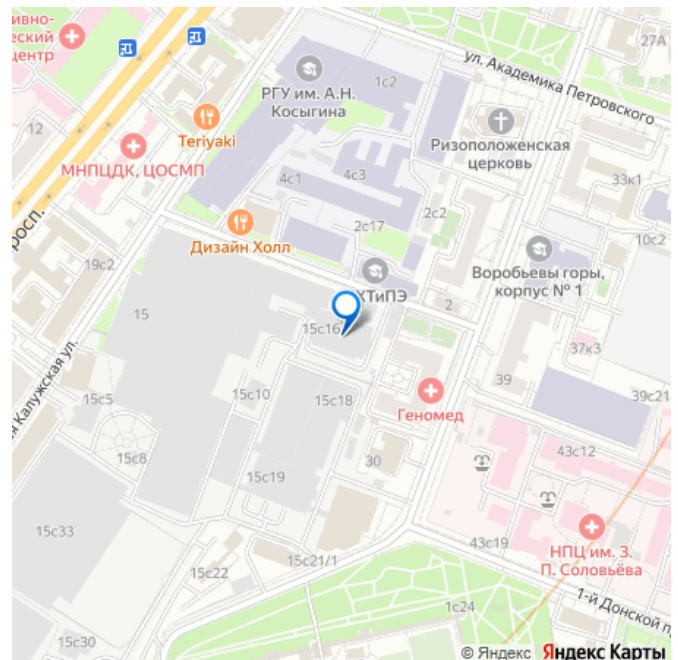 ивно-
еский
центр
27А
1с2
ул. Академика Петровского
РГУ им. А.Н.
Косыгина
Teriyaki
12
МНПЦДК, ЦОСМП
Ризоположенская
церковь
4с1
4с3
33к1
2с2
2с17
10с2
Дизайн Холл
19с2
ХТиПЭ
Воробьевы горы,
корпус № 1
2
15
15с16
37к3
39
39с21
15с5
15с10
15с18
Геномед
15с8
15с19
30
43с12
15с33
43с19
НПЦ им. З.
П. Соловьёва
15с22
15с21/1
1-й Донской п
1с24
15с30
© Яндекс Яндекс Карты
просп.
я Калужская ул.